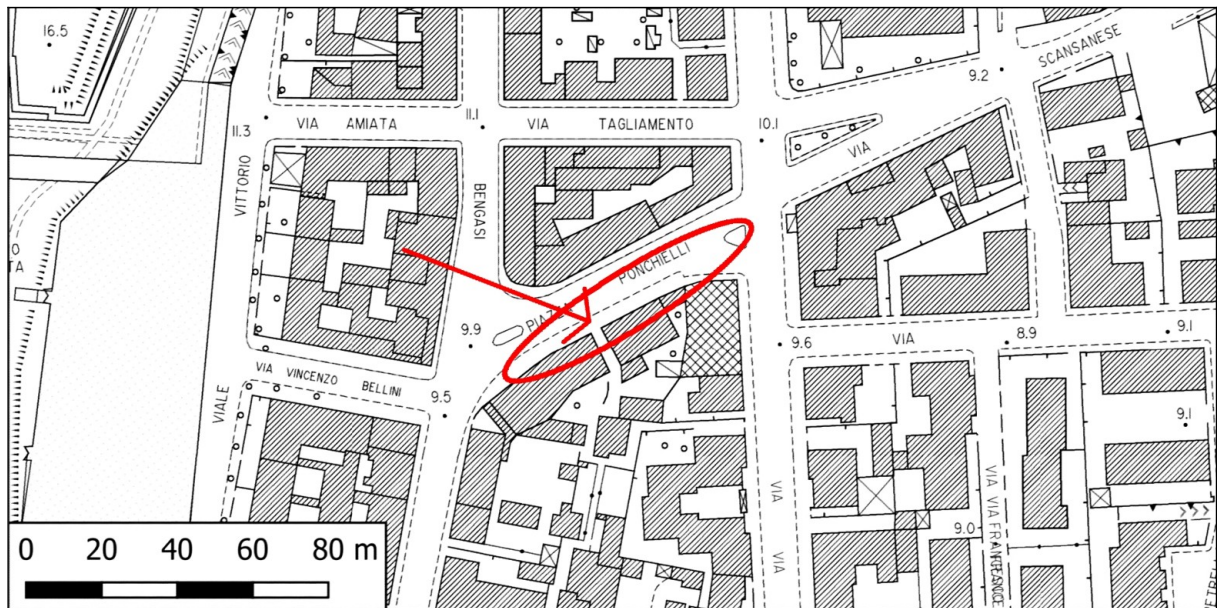 16.5
9.2
SCANSANESE
11.3
VIA AMIATA
11.1
VIA TAGLIAMENTO
10.1
VIA
VITTORIO
BENGASI
PONCHIELLI
TA
9.9
9.6
VIA
8.9
9.1
VIA VINCENZO BELLINI
VIALE
9.5
9.1
VIA
VIA
VIA VIA
9.0
0 20 40 60 80 m